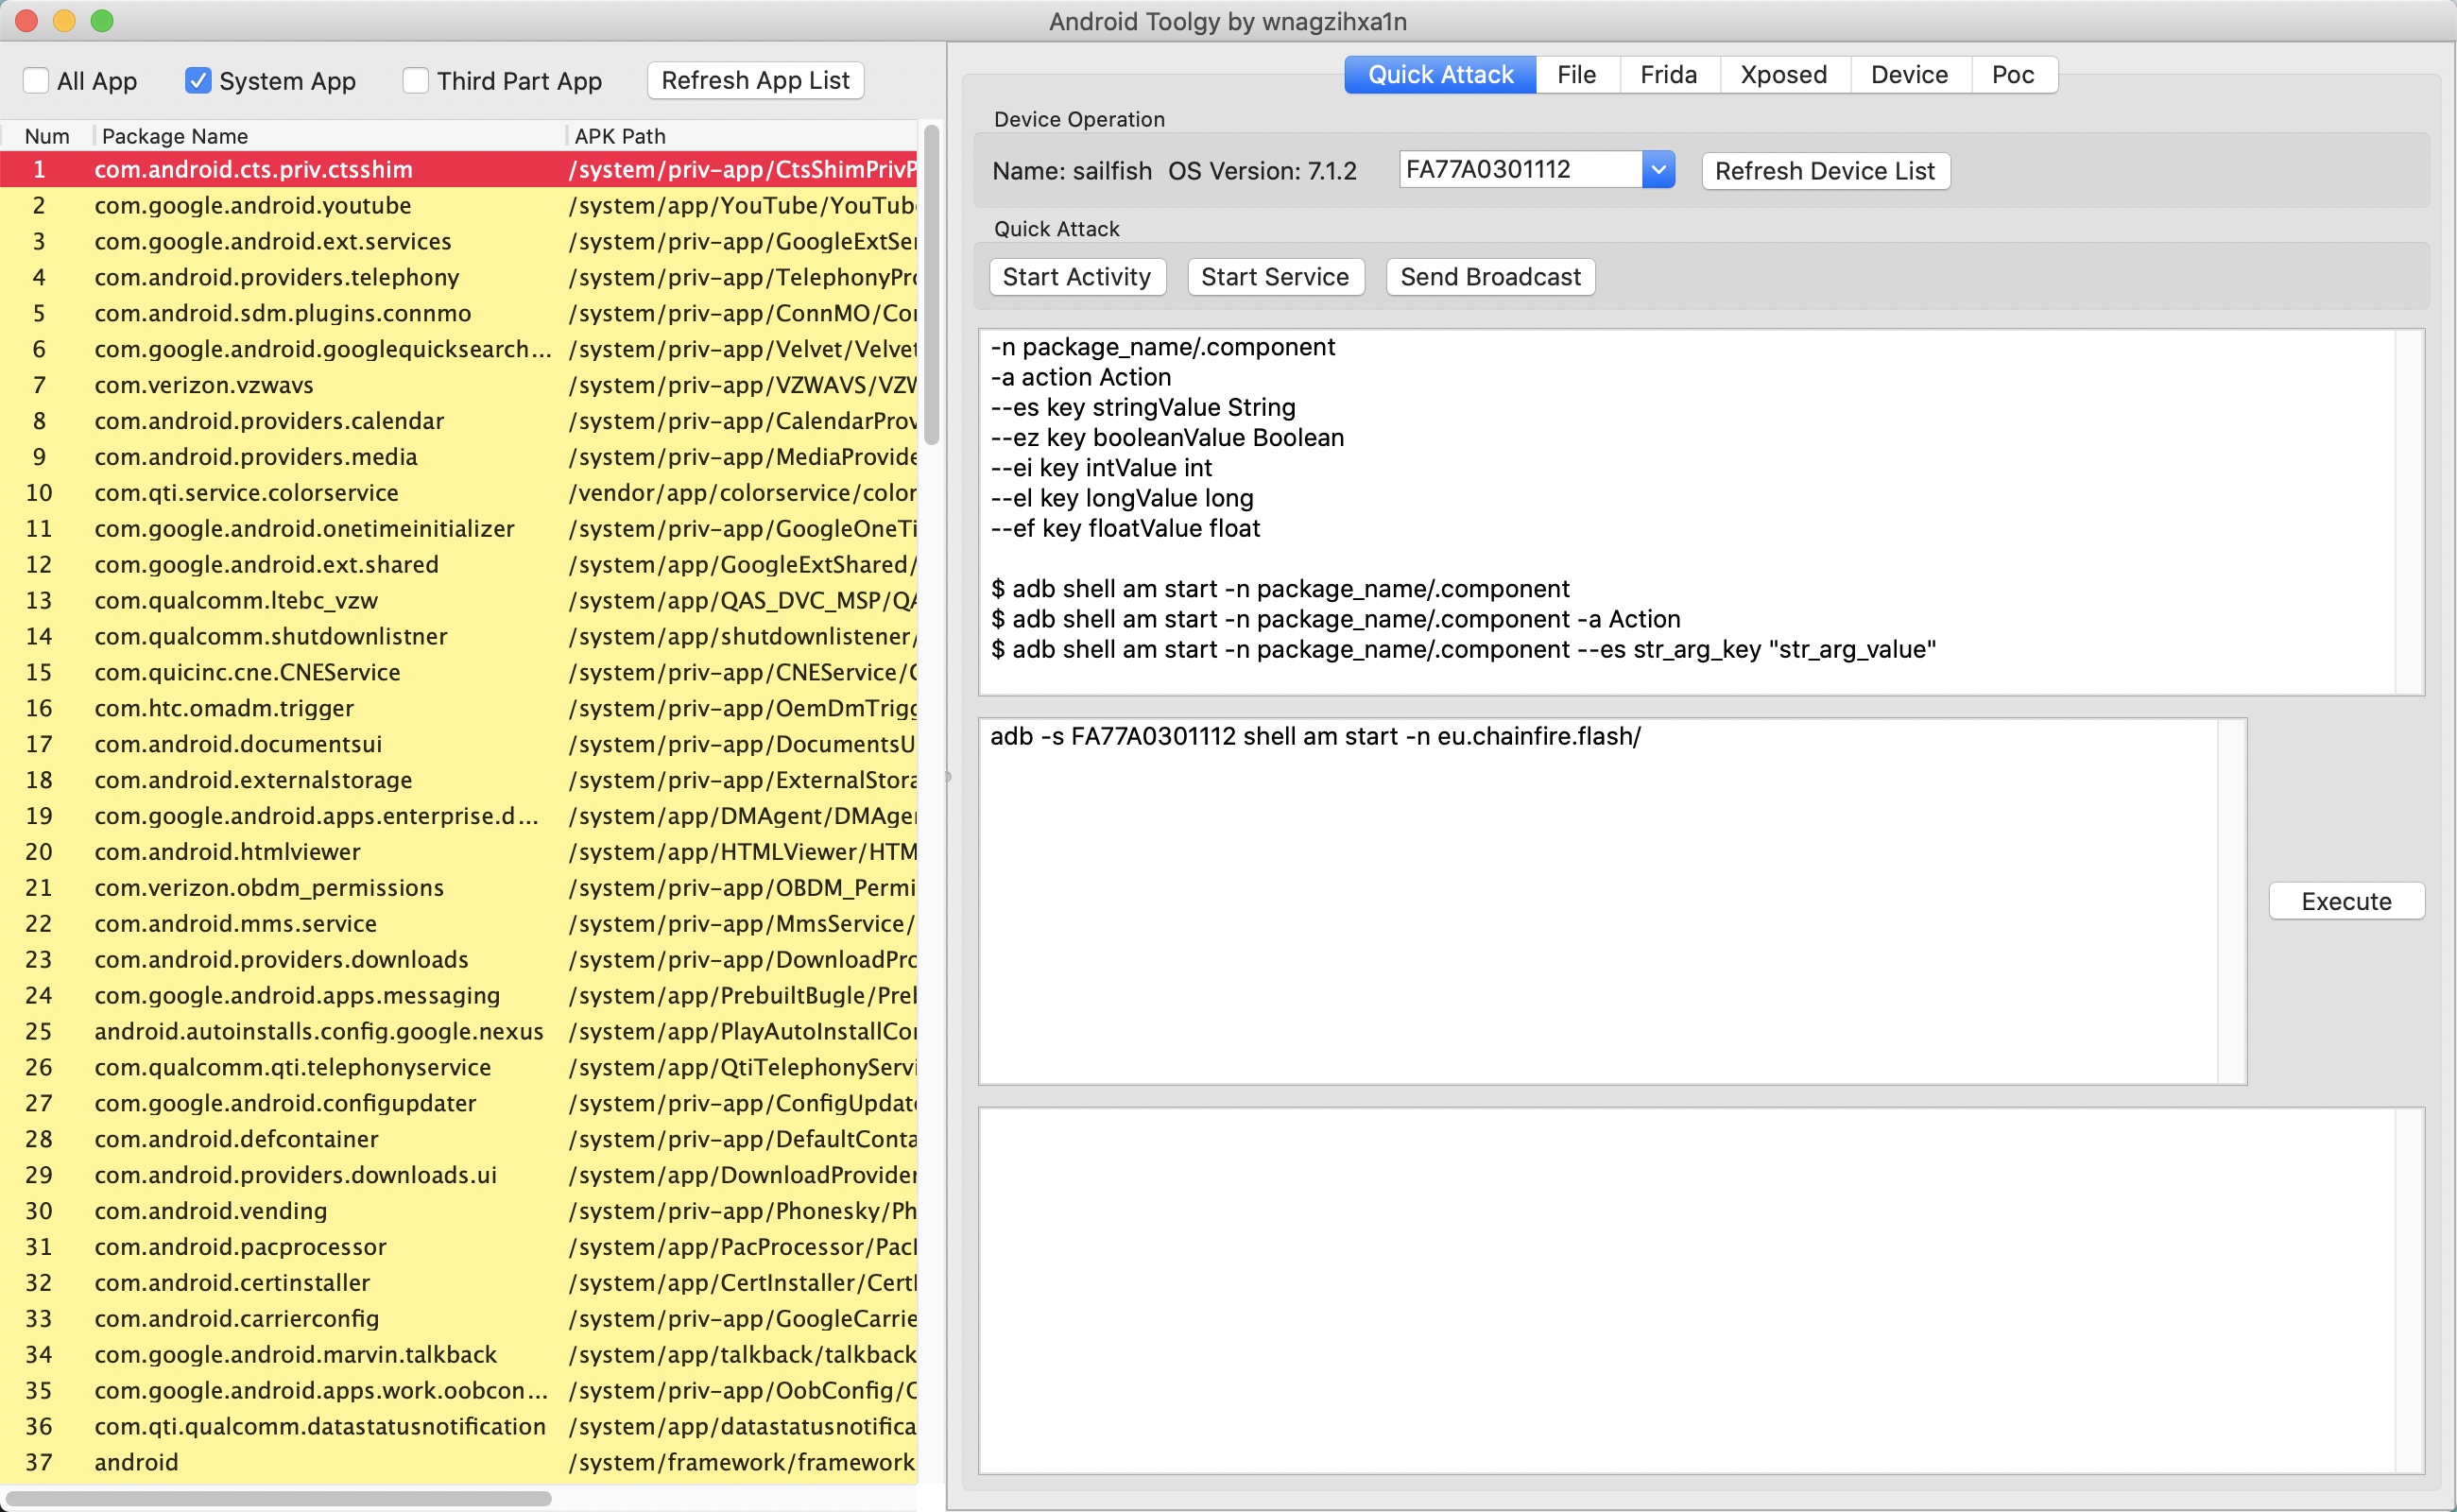 Android Toolgy by wnagzihxa1n
All App System App Third Part App Refresh App List
Num Package Name APK Path
1 com.android.cts.priv.ctsshim /system/priv-app/CtsShimPrivP
2 com.google.android.youtube /system/app/YouTube/YouTub
3 com.google.android.ext.services /system/priv-app/GoogleExtSer
4 com.android.providers.telephony /system/priv-app/TelephonyPro
5 com.android.sdm.plugins.connmo /system/priv-app/ConnMO/Cor
6 com.google.android.googlequicksearch... /system/priv-app/Velvet/Velvet
7 com.verizon.vzwavs /system/priv-app/VZWAVS/VZW
8 com.android.providers.calendar /system/priv-app/CalendarProv
9 com.android.providers.media /system/priv-app/MediaProvide
10 com.qti.service.colorservice /vendor/app/colorservice/color
11 com.google.android.onetimeinitializer /system/priv-app/GoogleOneTi
12 com.google.android.ext.shared /system/app/GoogleExtShared/
13 com.qualcomm.ltebc_vzw /system/app/QAS_DVC_MSP/QA
14 com.qualcomm.shutdownlistner /system/app/shutdownlistener/
15 com.quicinc.cne.CNEService /system/priv-app/CNEService/C
16 com.htc.omadm.trigger /system/priv-app/OemDmTrigg
17 com.android.documentsui /system/priv-app/DocumentsU
18 com.android.externalstorage /system/priv-app/ExternalStora
19 com.google.android.apps.enterprise.d... /system/app/DMAgent/DMAger
20 com.android.htmlviewer /system/app/HTMLViewer/HTM
21 com.verizon.obdm_permissions /system/priv-app/OBDM_Permi
22 com.android.mms.service /system/priv-app/MmsService/
23 com.android.providers.downloads /system/priv-app/DownloadPro
24 com.google.android.apps.messaging /system/app/PrebuiltBugle/Preb
25 android.autoinstalls.config.google.nexus /system/app/PlayAutoInstallCor
26 com.qualcomm.qti.telephonyservice /system/app/QtiTelephonyServi
27 com.google.android.configupdater /system/priv-app/ConfigUpdate
28 com.android.defcontainer /system/priv-app/DefaultConta
29 com.android.providers.downloads.ui /system/app/DownloadProvider
30 com.android.vending /system/priv-app/Phonesky/Ph
31 com.android.pacprocessor /system/app/PacProcessor/Pacl
32 com.android.certinstaller /system/app/CertInstaller/Certl
33 com.android.carrierconfig /system/priv-app/GoogleCarrie
34 com.google.android.marvin.talkback /system/app/talkback/talkback
35 com.google.android.apps.work.oobcon... /system/priv-app/OobConfig/O
36 com.qti.qualcomm.datastatusnotification /system/app/datastatusnotifica
37 android /system/framework/framework
Quick Attack File Frida Xposed Device Poc
Device Operation
Name: sailfish OS Version: 7.1.2 FA77A0301112 Refresh Device List
Quick Attack
Start Activity Start Service Send Broadcast
-n package_name/.component
-a action Action
--es key stringValue String
--ez key booleanValue Boolean
--ei key intValue int
--el key longValue long
--ef key floatValue float
$ adb shell am start -n package_name/.component
$ adb shell am start -n package_name/.component -a Action
$ adb shell am start -n package_name/.component --es str_arg_key "str_arg_value"
adb -s FA77A0301112 shell am start -n eu.chainfire.flash/
Execute